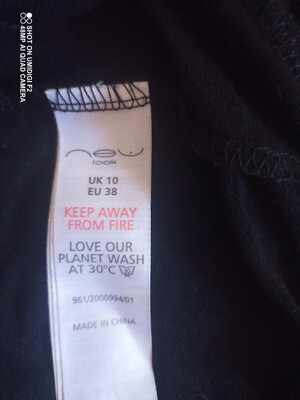 SHOT ON UMIDIGI F2
48MP AI QUAD CAMERA
new
look
UK 10
EU 38
KEEP AWAY
FROM FIRE
LOVE OUR
PLANET WASH
AT 30°C
961/2000994/01
MADE IN CHINA